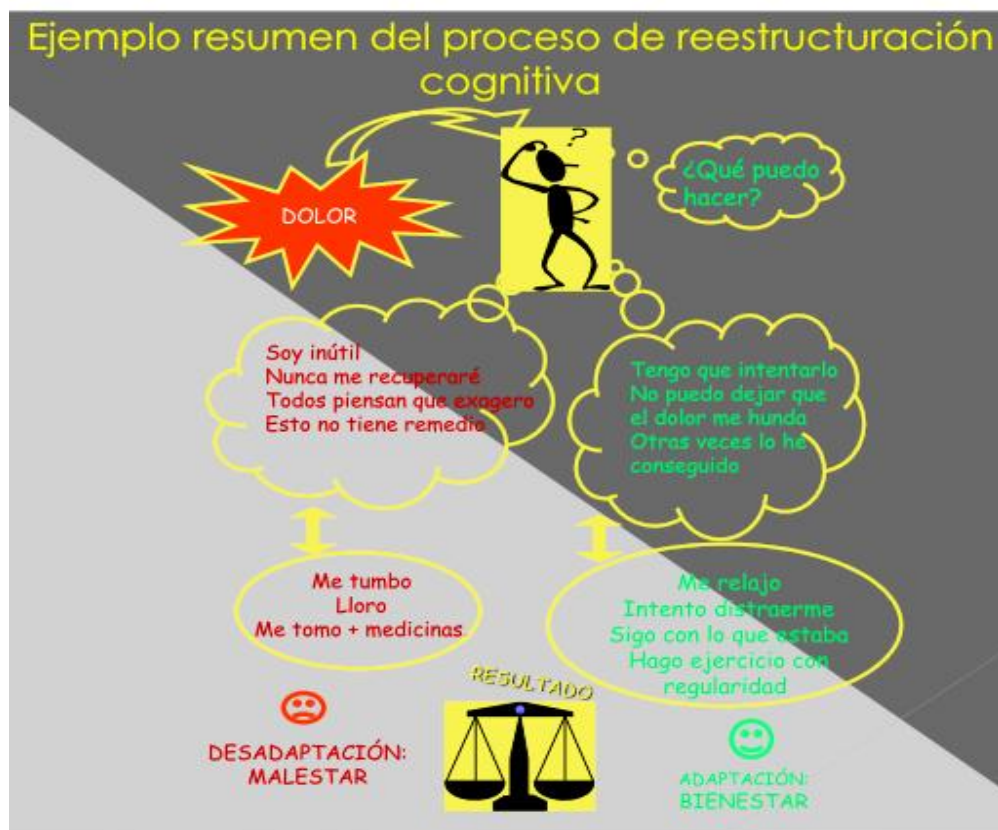 Ejemplo resumen del proceso de reestructuración
cognitiva
?
¿Qué puedo
hacer?
DOLOR
Soy inútil
Nunca me recuperaré
Todos piensan que exagero
Esto no tiene remedio
Tengo que intentarlo
No puedo dejar que
el dolor me hunda
Otras veces lo he
conseguido
Me tumbo
Lloro
Me tomo + medicinas
Me relajo
Intento distraerme
Sigo con lo que estaba
Hago ejercicio con
regularidad
RESULTADO
DESADAPTACIÓN:
MALESTAR
ADAPTACIÓN:
BIENESTAR